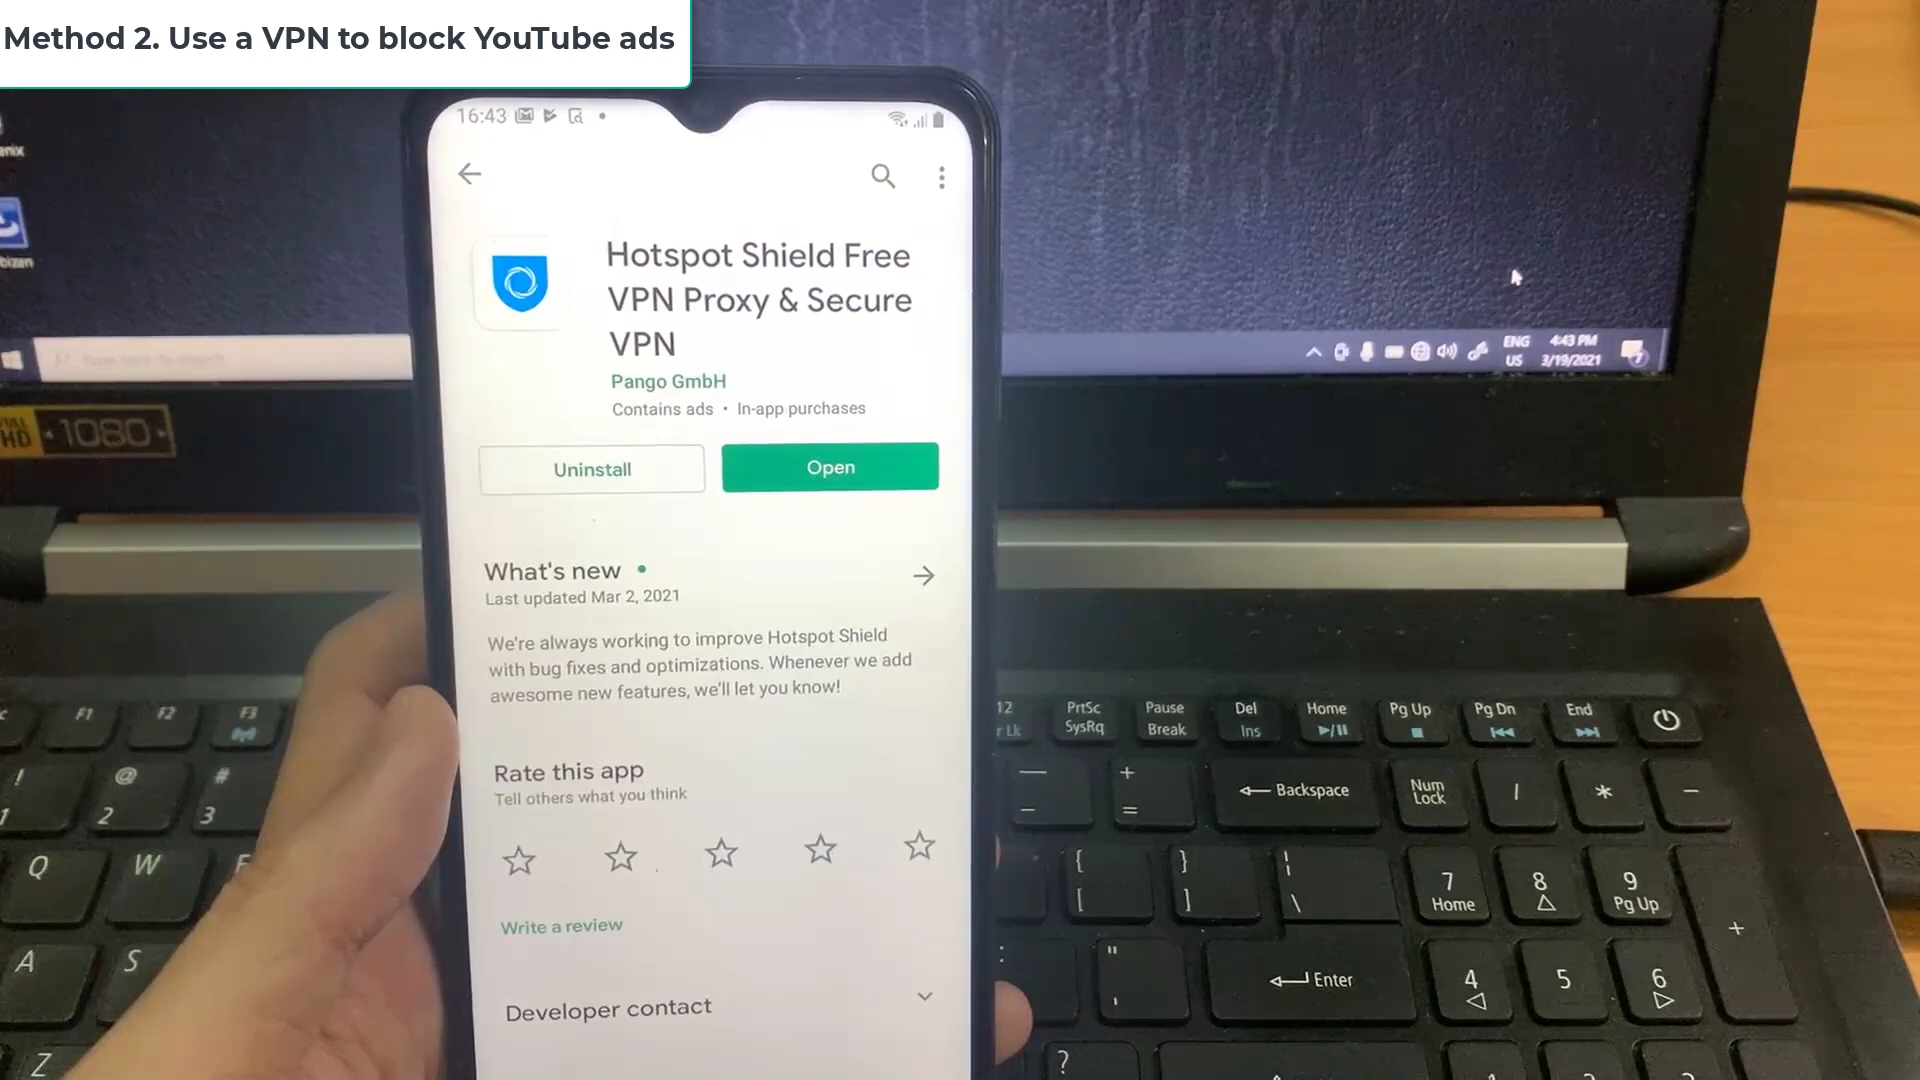 Method 2. Use a VPN to block YouTube ads
16:43
Hotspot Shield Free
VPN Proxy & Secure
VPN
Pango GmbH
Contains ads • In-app purchases
Uninstall
Open
What's new •
Last updated Mar 2, 2021
We're always working to improve Hotspot Shield
with bug fixes and optimizations. Whenever we add
awesome new features, we'll let you know!
Rate this app
Tell others what you think
Write a review
Developer contact
ENG
US
4:43 PM
3/19/2021
7
HD
1080
F1
F2
F3
12
PrtSc
SysRq
Pause
Break
Del
Ins
Home
Pg Up
Pg Dn
End
!
1
@
2
#
3
—
-
+
=
Backspace
Num
Lock
/
*
-
Q
W
{
[
}
]
¦
\
7
Home
8
9
Pg Up
+
A
S
:
"
'
Enter
4
5
6
Z
?